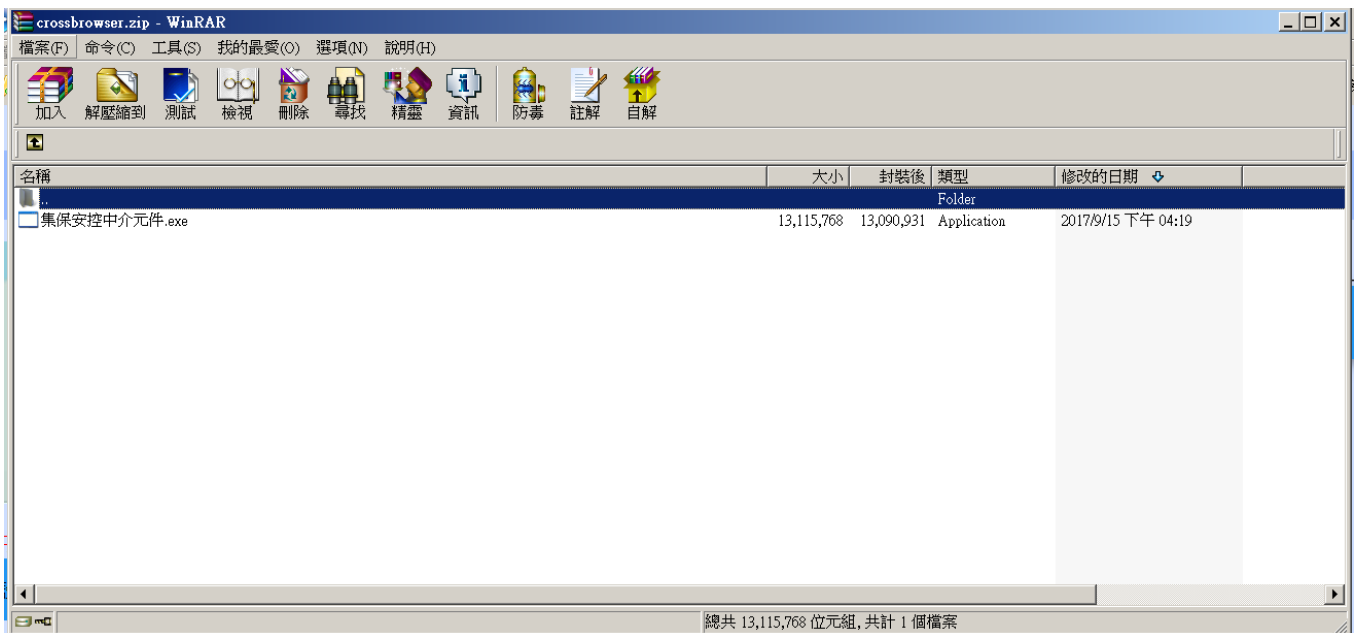 crossbrowser.zip - WinRAR
檔案(F) 命令(C) 工具(S) 我的最愛(O) 選項(N) 說明(H)
加入 解壓縮到 測試 檢視 刪除 尋找 精靈 資訊 防毒 註解 自解
名稱 大小 封裝後 類型 修改的日期
.. Folder
集保安控中介元件.exe 13,115,768 13,090,931 Application 2017/9/15 下午 04:19
總共 13,115,768 位元組, 共計 1 個檔案